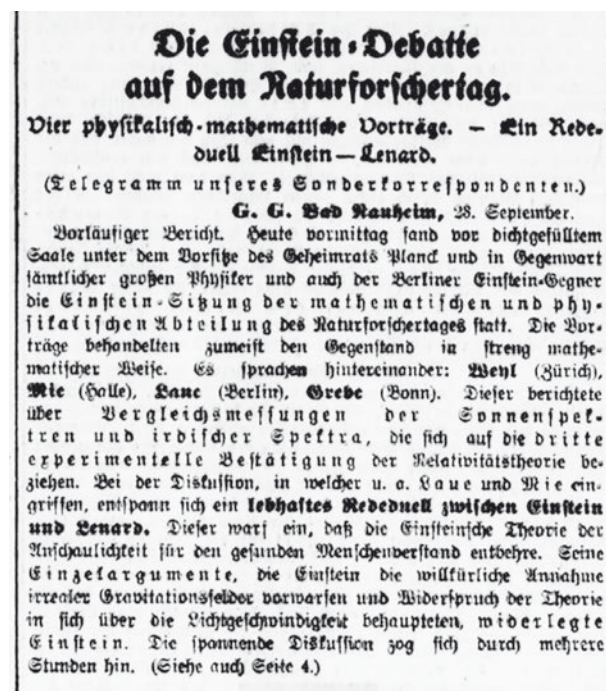 Die Einstein-Debatte
auf dem Naturforschertag.
Vier physikalisch-mathematische Vorträge. – Ein Rede-
duell Einstein – Lenard.
(Telegramm unseres Sonderkorrespondenten.)
G. G. Bad Nauheim, 23. September.
Vorläufiger Bericht. Heute vormittag fand vor dichtgefülltem
Saale unter dem Vorsitze des Geheimrats Planck und in Gegenwart
sämtlicher großen Physiker und auch der Berliner Einstein-Gegner
die Einstein-Sitzung der mathematischen und phy-
sikalischen Abteilung des Naturforschertages statt. Die Vor-
träge behandelten zumeist den Gegenstand in streng mathe-
matischer Weise. Es sprachen hintereinander: Weyl (Zürich),
Mie (Halle), Laue (Berlin), Grebe (Bonn). Dieser berichtete
über Vergleichsmessungen der Sonnenspek-
tren und irdischer Spektra, die sich auf die dritte
experimentelle Bestätigung der Relativitätstheorie be-
ziehen. Bei der Diskussion, in welcher u. a. Laue und Mie ein-
griffen, entspann sich ein lebhaftes Rededuell zwischen Einstein
und Lenard. Dieser warf ein, daß die Einsteinsche Theorie der
Anschaulichkeit für den gesunden Menschenverstand entbehre. Seine
Einzelargumente, die Einstein die willkürliche Annahme
irrealer Gravitationsfelder vorwarfen und Widerspruch der Theorie
in sich über die Lichtgeschwindigkeit behaupteten, widerlegte
Einstein. Die spannende Diskussion zog sich durch mehrere
Stunden hin. (Siehe auch Seite 4.)